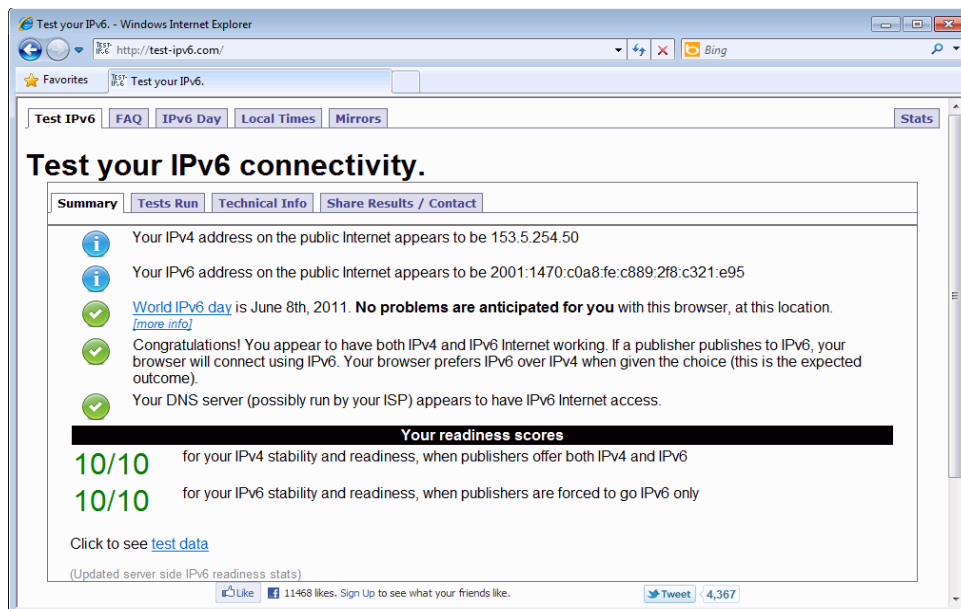 Test your IPv6. - Windows Internet Explorer
http://test-ipv6.com/
Bing
Favorites
Test your IPv6.
Test IPv6 FAQ IPv6 Day Local Times Mirrors Stats
Test your IPv6 connectivity.
Summary Tests Run Technical Info Share Results / Contact
Your IPv4 address on the public Internet appears to be 153.5.254.50
Your IPv6 address on the public Internet appears to be 2001:1470:c0a8:fe:c889:2f8:c321:e95
World IPv6 day is June 8th, 2011. No problems are anticipated for you with this browser, at this location.
[more info]
Congratulations! You appear to have both IPv4 and IPv6 Internet working. If a publisher publishes to IPv6, your
browser will connect using IPv6. Your browser prefers IPv6 over IPv4 when given the choice (this is the expected
outcome).
Your DNS server (possibly run by your ISP) appears to have IPv6 Internet access.
Your readiness scores
10/10 for your IPv4 stability and readiness, when publishers offer both IPv4 and IPv6
10/10 for your IPv6 stability and readiness, when publishers are forced to go IPv6 only
Click to see test data
(Updated server side IPv6 readiness stats)
Like 11468 likes. Sign Up to see what your friends like. Tweet 4,367